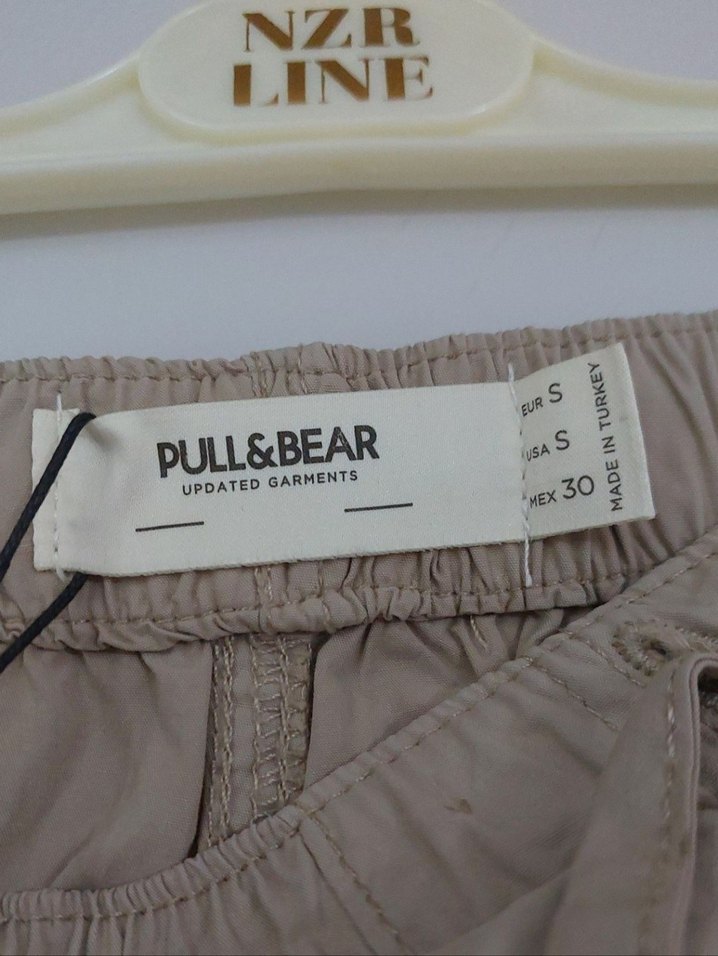 NZR
LINE
PULL&BEAR
UPDATED GARMENTS
EUR S
USA S
MEX 30
MADE IN TURKEY